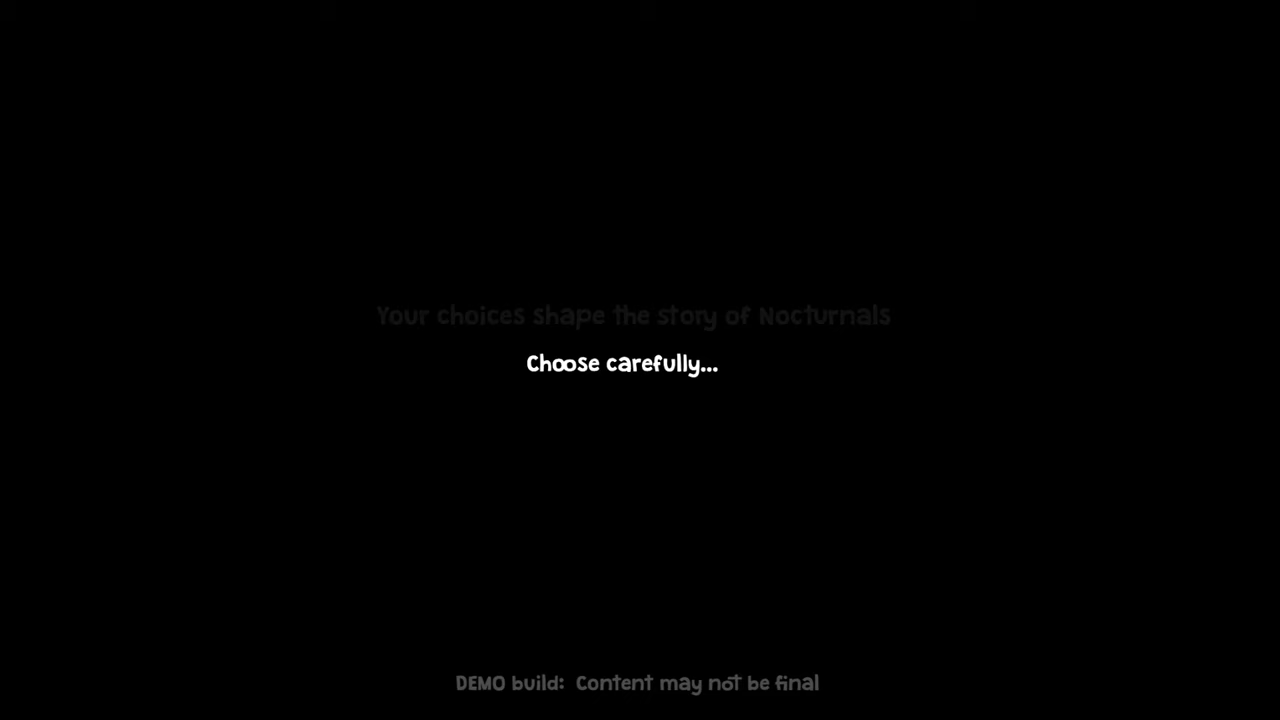 Your choices shape the story of Nocturnals
Choose carefully...
DEMO build: Content may not be final